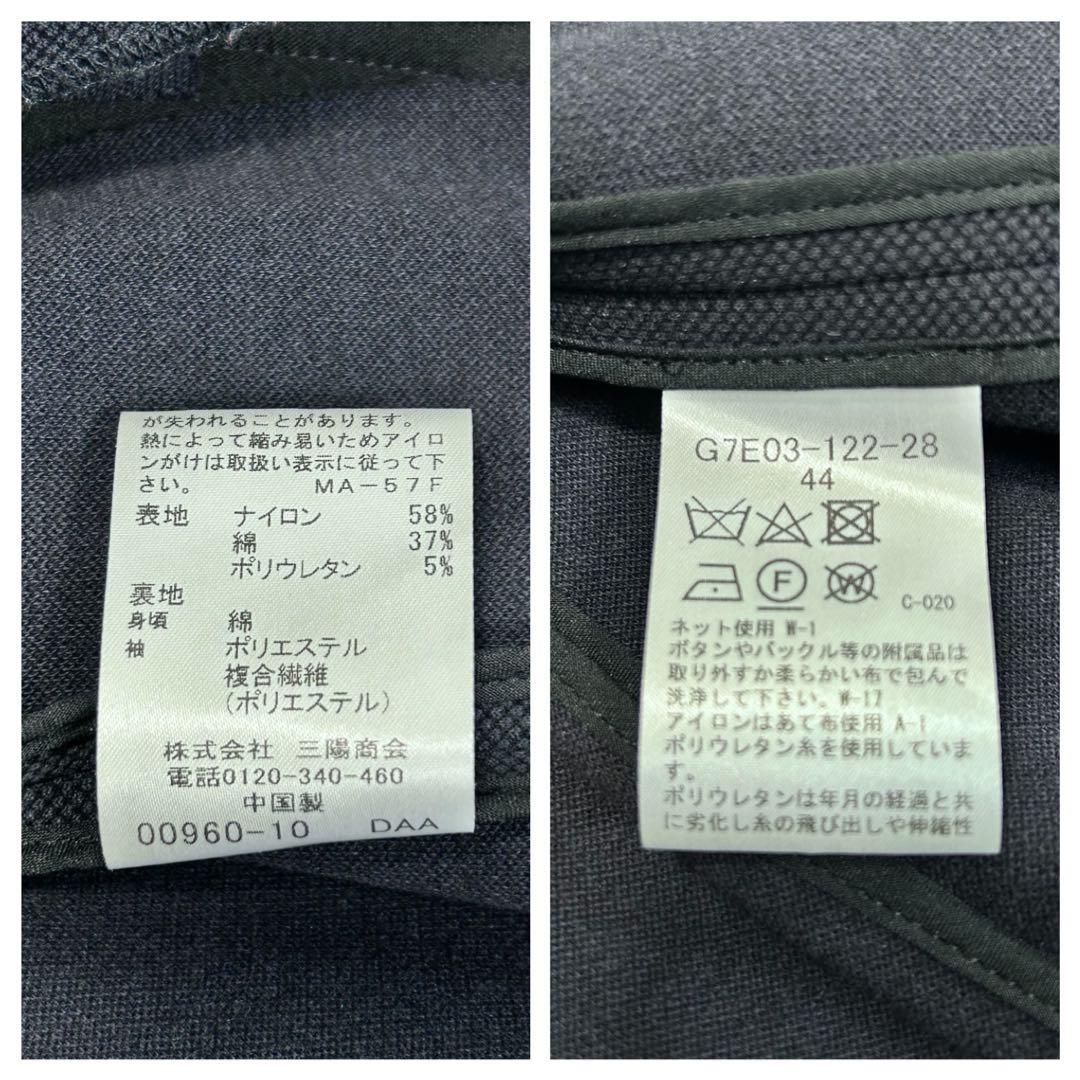 が失われることがあります。
熱によって縮み易いためアイロ
ンがけは取扱い表示に従って下
さい。 MA-57F
表地 ナイロン 58%
綿 37%
ポリウレタン 5%
裏地
身頃 綿
袖 ポリエステル
複合繊維
(ポリエステル)
株式会社 三陽商会
電話0120-340-460
中国製
00960-10 DAA
G7E03-122-28
44
F W
C-020
ネット使用 W-1
ボタンやバックル等の附属品は
取り外すか柔らかい布で包んで
洗浄して下さい。W-17
アイロンはあて布使用 A-1
ポリウレタン糸を使用していま
す。
ポリウレタンは年月の経過と共
に劣化し糸の飛び出しや伸縮性